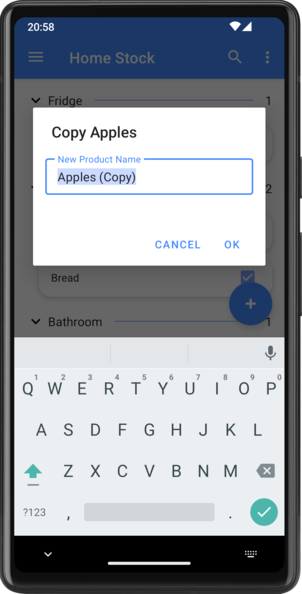 20:58
Home Stock
Fridge 1
Copy Apples
New Product Name
Apples (Copy)
2
CANCEL OK
Bread
Bathroom 1
1 2 3 4 5 6 7 8 9 0
Q W E R T Y U I O P
A S D F G H J K L
Z X C V B N M
?123 , .